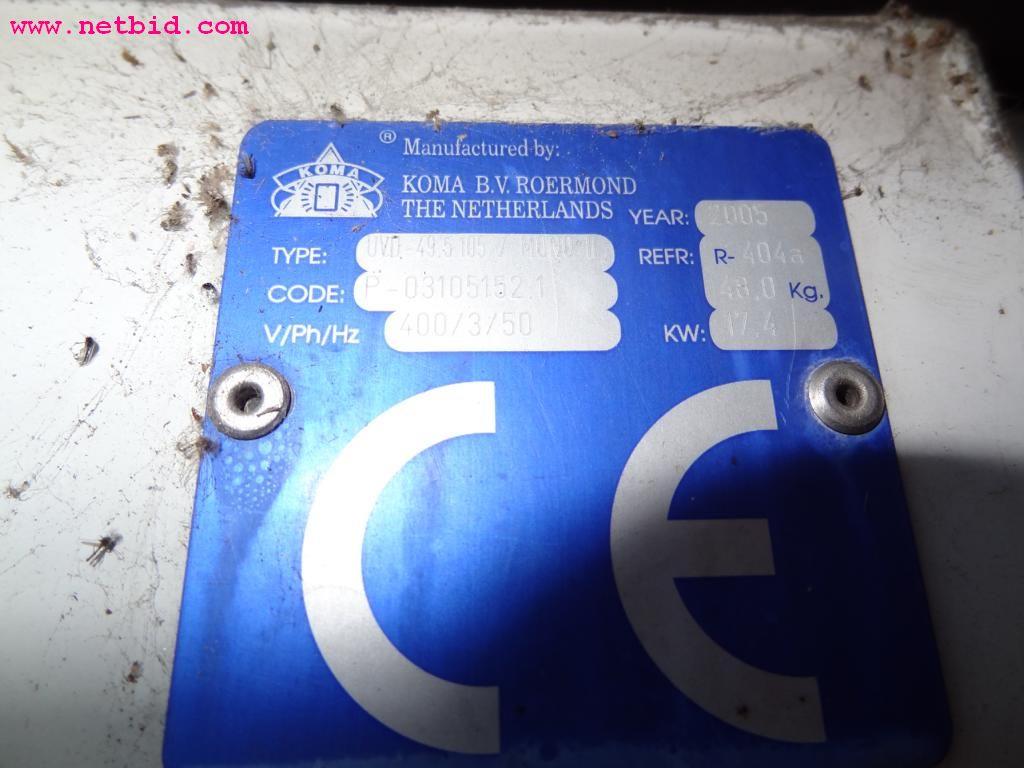 www.netbid.com
KOMA
® Manufactured by:
KOMA B.V. ROERMOND
THE NETHERLANDS
YEAR: 2005
TYPE:
REFR: R-404a
CODE: P-03105152.1
48.0 Kg.
V/Ph/Hz 400/3/50
KW: 17.4
CE